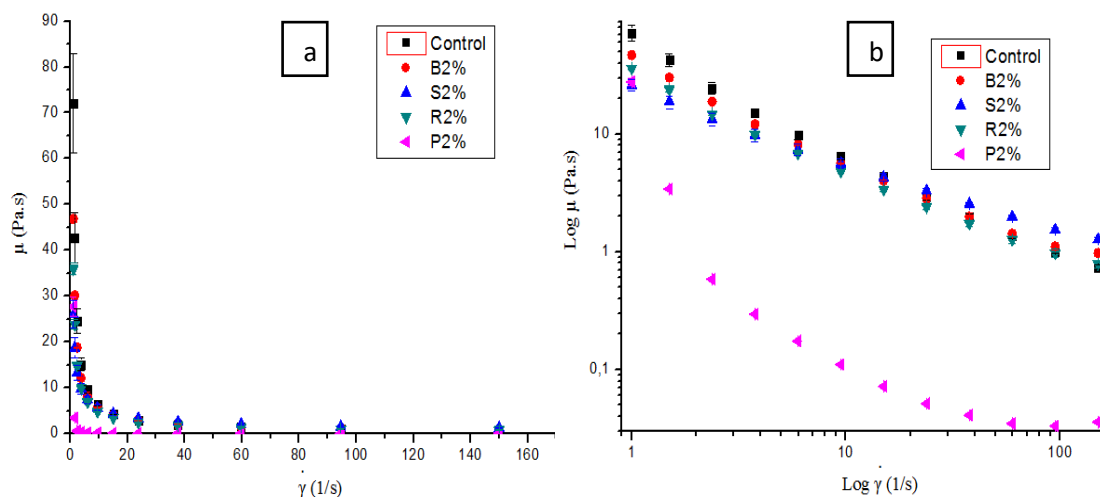 a
Control
B2%
S2%
R2%
P2%
90
80
70
60
50
40
30
20
10
0
μ (Pa.s)
0 20 40 60 80 100 120 140 160
γ̇ (1/s)
b
Control
B2%
S2%
R2%
P2%
10
1
0,1
Log μ (Pa.s)
1 10 100
Log γ̇ (1/s)